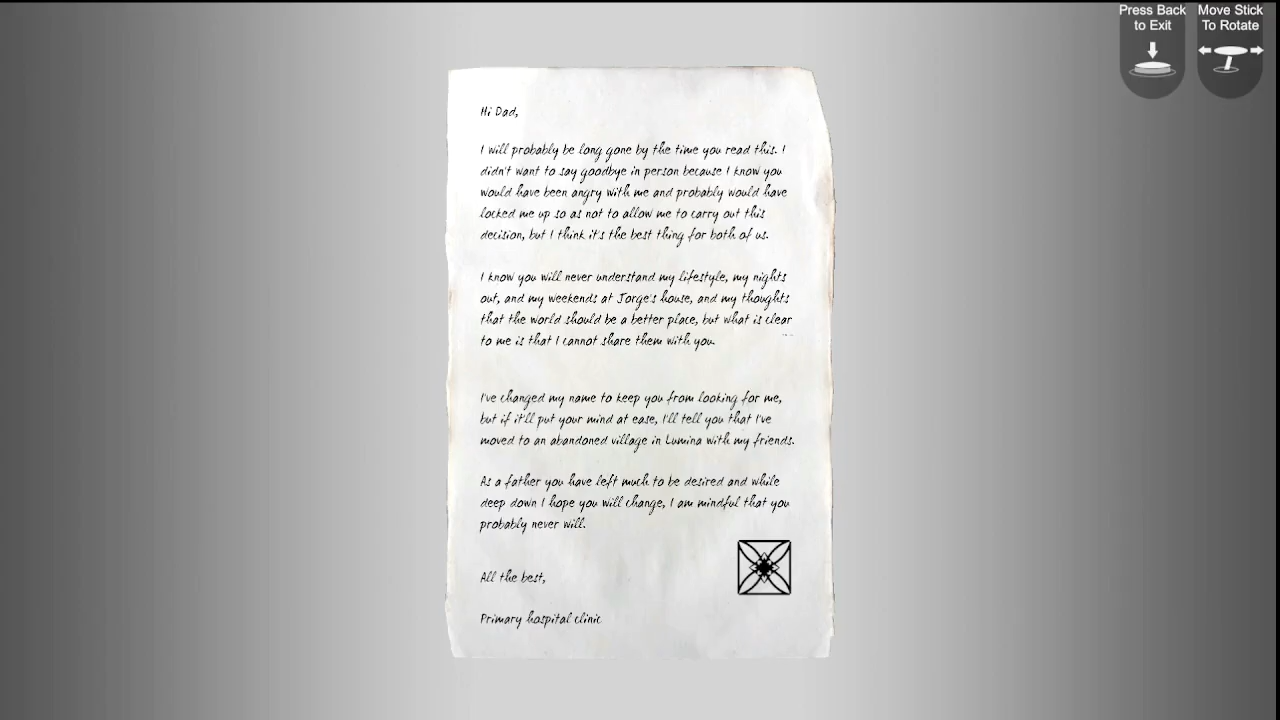 Press Back
to Exit
Move Stick
To Rotate
Hi Dad,
I will probably be long gone by the time you read this. I
didn't want to say goodbye in person because I know you
would have been angry with me and probably would have
locked me up so as not to allow me to carry out this
decision, but I think it's the best thing for both of us.
I know you will never understand my lifestyle, my nights
out, and my weekends at Jorge's house, and my thoughts
that the world should be a better place, but what is clear
to me is that I cannot share them with you.
I've changed my name to keep you from looking for me,
but if it'll put your mind at ease, I'll tell you that I've
moved to an abandoned village in Lumina with my friends.
As a father you have left much to be desired and while
deep down I hope you will change, I am mindful that you
probably never will.
All the best,
Primary hospital clinic